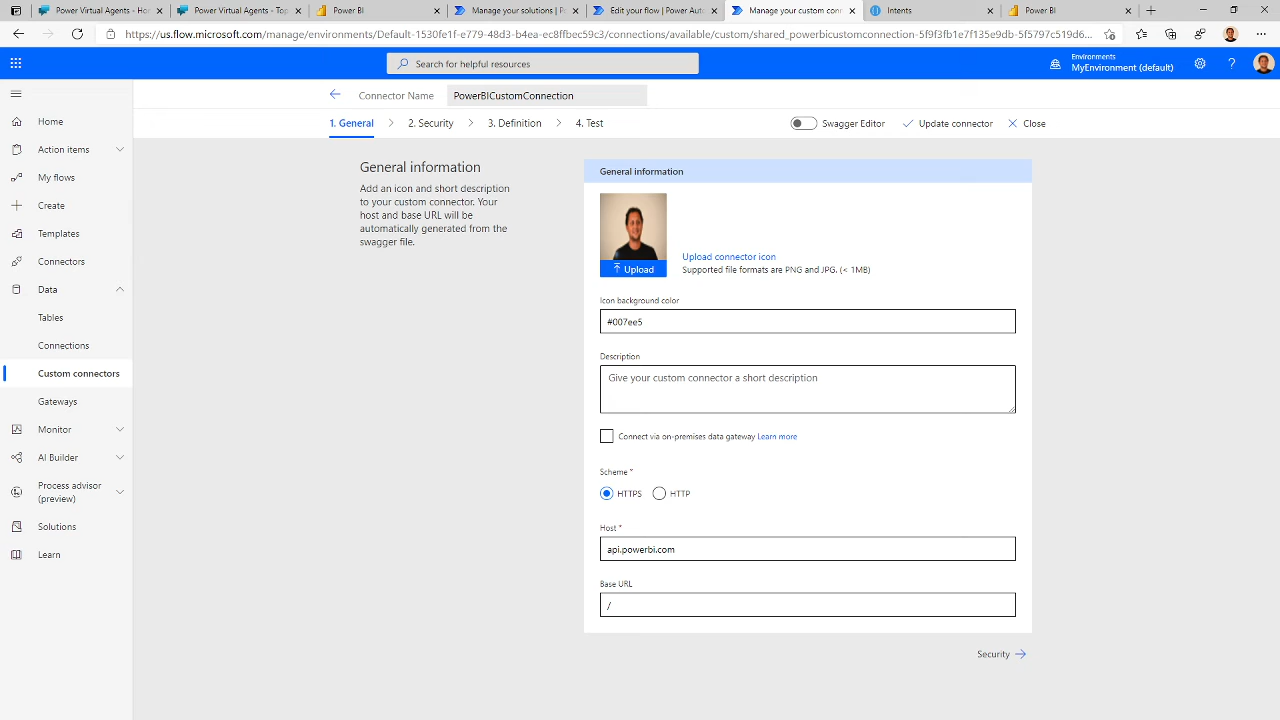 Power Virtual Agents - Ho
Power Virtual Agents - Top
Power BI
Manage your solutions | Po
Edit your flow | Power Auto
Manage your custom conn
Intents
Power BI
https://us.flow.microsoft.com/manage/environments/Default-1530fe1f-e779-48d3-b4ea-ec8ffbec59c3/connections/available/custom/shared_powerbicustomconnection-5f9f3fb1e7f135e9db-5f5797c519d6...
Search for helpful resources
Environments
MyEnvironment (default)
Connector Name PowerBICustomConnection
1. General 2. Security 3. Definition 4. Test Swagger Editor Update connector Close
Home
Action items
My flows
Create
Templates
Connectors
Data
Tables
Connections
Custom connectors
Gateways
Monitor
AI Builder
Process advisor
(preview)
Solutions
Learn
General information
Add an icon and short description
to your custom connector. Your
host and base URL will be
automatically generated from the
swagger file.
General information
Upload
Upload connector icon
Supported file formats are PNG and JPG. (< 1MB)
Icon background color
#007ee5
Description
Give your custom connector a short description
Connect via on-premises data gateway Learn more
Scheme *
HTTPS HTTP
Host *
api.powerbi.com
Base URL
/
Security